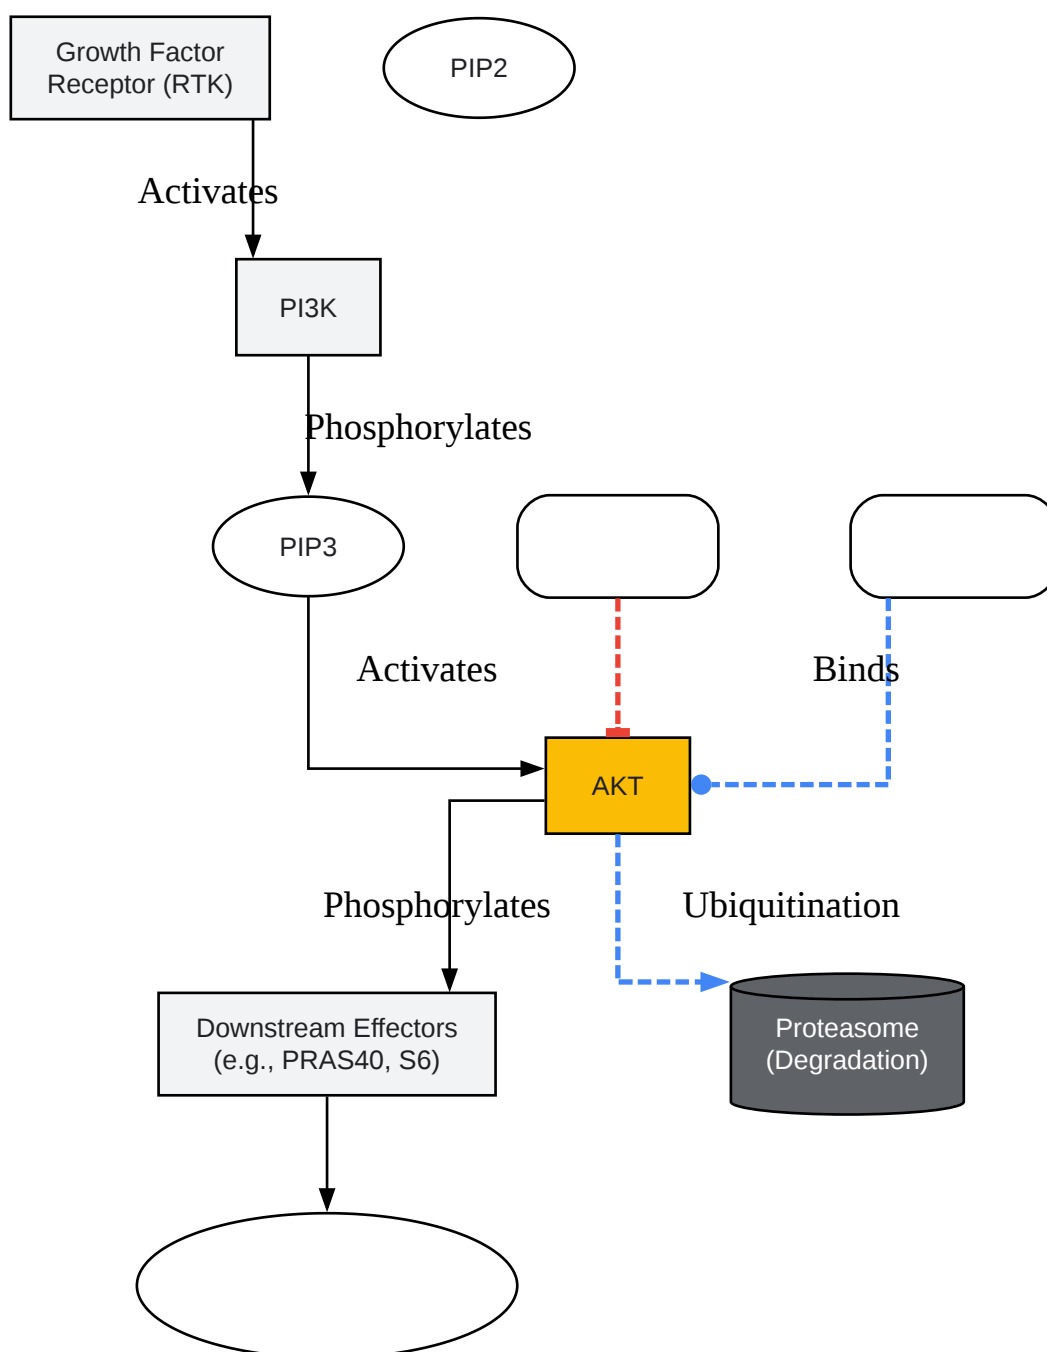 Growth Factor
Receptor (RTK)
PIP2
Activates
PI3K
Phosphorylates
PIP3
Activates
Binds
AKT
Phosphorylates
Ubiquitination
Downstream Effectors
(e.g., PRAS40, S6)
Proteasome
(Degradation)